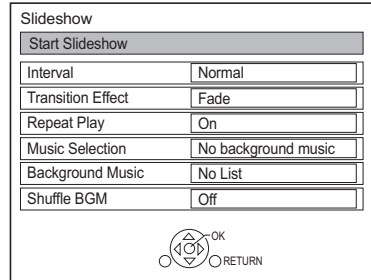 Slideshow
Start Slideshow
Interval Normal
Transition Effect Fade
Repeat Play On
Music Selection No background music
Background Music No List
Shuffle BGM Off
OK
RETURN